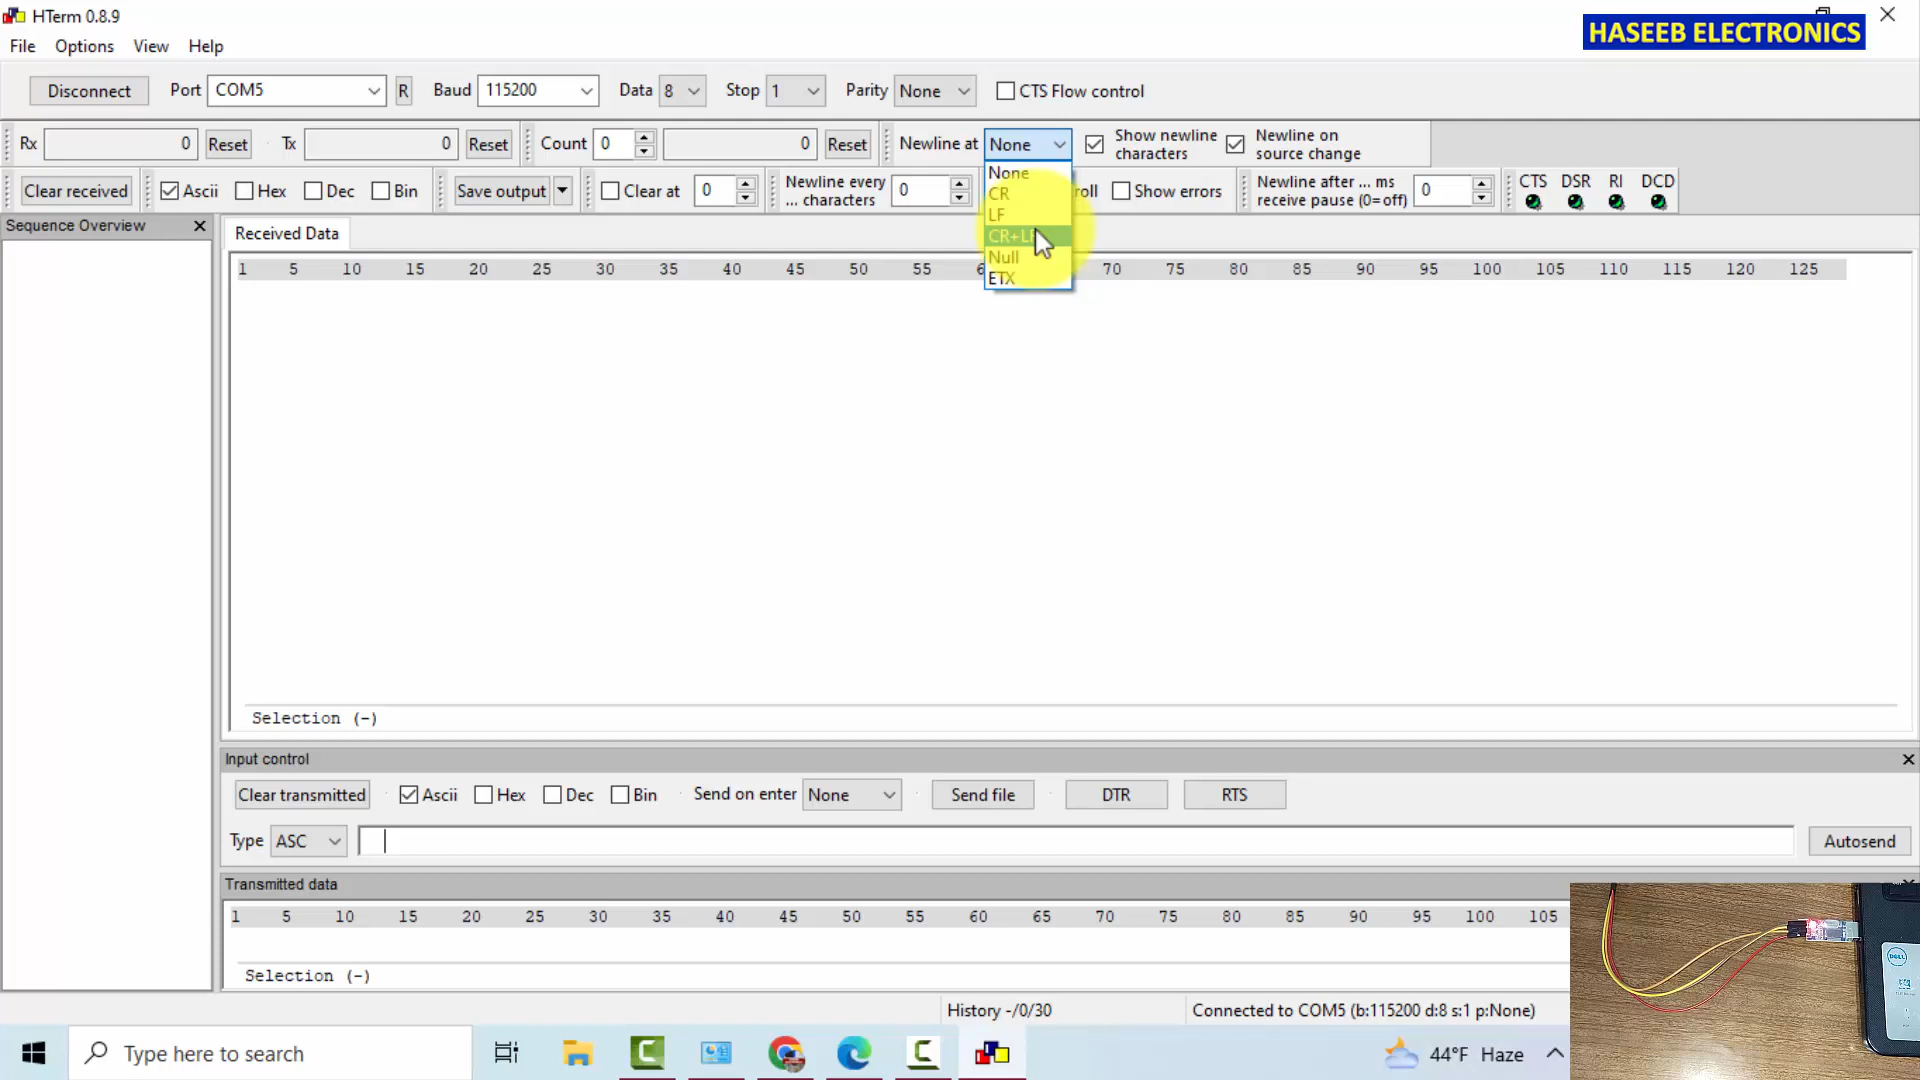 HTerm 0.8.9
HASEEB ELECTRONICS
File Options View Help
Disconnect Port COM5 R Baud 115200 Data 8 Stop 1 Parity None CTS Flow control
Rx 0 Reset Tx 0 Reset Count 0 0 Reset Newline at None Show newline characters Newline on source change
Clear received Ascii Hex Dec Bin Save output Clear at 0 Newline every ... characters 0 Show errors Newline after ... ms receive pause (0=off) 0 CTS DSR RI DCD
None
CR
LF
CR+LF
Null
ETX
Sequence Overview
Received Data
1 5 10 15 20 25 30 35 40 45 50 55 70 75 80 85 90 95 100 105 110 115 120 125
Selection (-)
Input control
Clear transmitted Ascii Hex Dec Bin Send on enter None Send file DTR RTS
Type ASC Autosend
Transmitted data
1 5 10 15 20 25 30 35 40 45 50 55 60 65 70 75 80 85 90 95 100 105
Selection (-)
History -/0/30 Connected to COM5 (b:115200 d:8 s:1 p:None)
DELL
Type here to search 44°F Haze